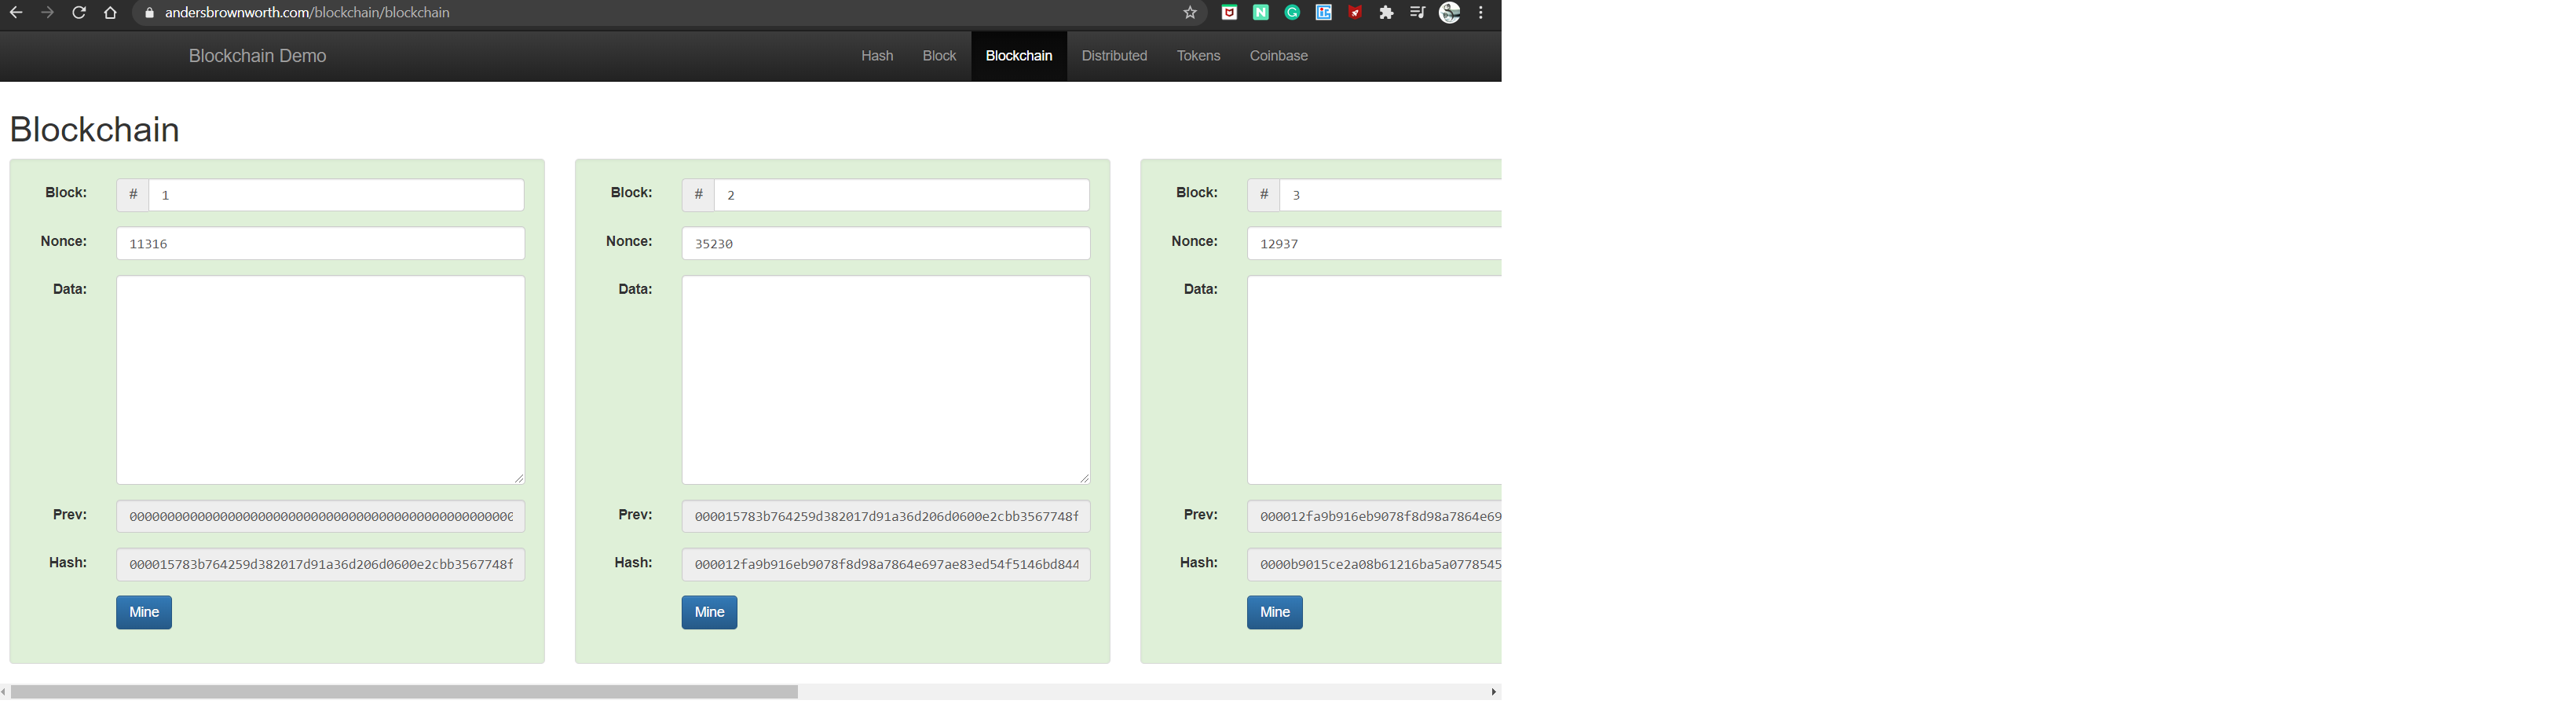 andersbrownworth.com/blockchain/blockchain
Blockchain Demo
Hash Block Blockchain Distributed Tokens Coinbase
Blockchain
Block: # 1
Nonce: 11316
Data:
Prev: 00000000000000000000000000000000000000000000000000
Hash: 000015783b764259d382017d91a36d206d0600e2cbb3567748f
Mine
Block: # 2
Nonce: 35230
Data:
Prev: 000015783b764259d382017d91a36d206d0600e2cbb3567748f
Hash: 000012fa9b916eb9078f8d98a7864e697ae83ed54f5146bd844
Mine
Block: # 3
Nonce: 12937
Data:
Prev: 000012fa9b916eb9078f8d98a7864e69
Hash: 0000b9015ce2a08b61216ba5a0778545
Mine